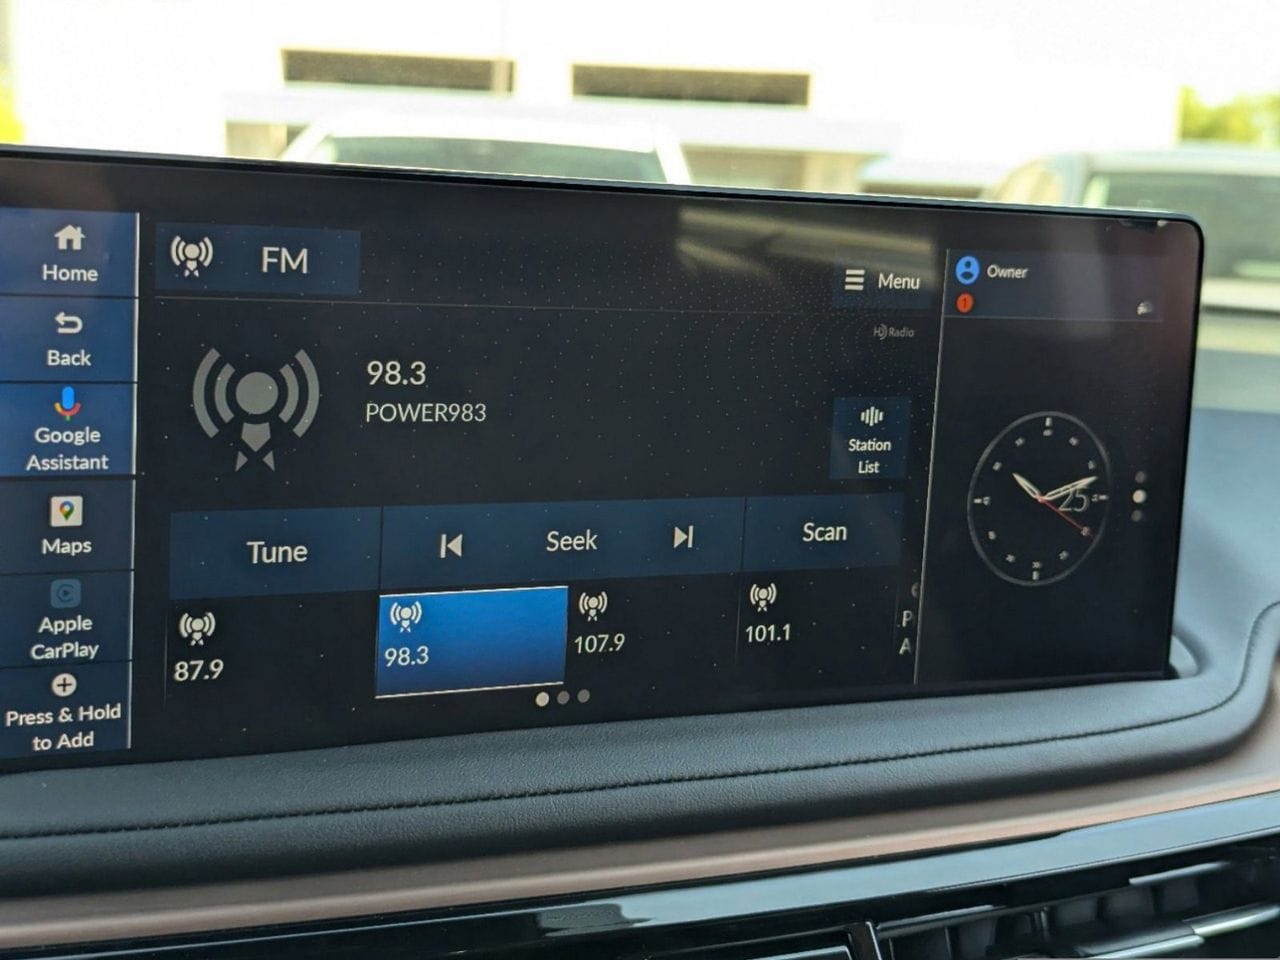 Home
Back
Google
Assistant
Maps
Apple
CarPlay
Press & Hold
to Add
FM
Menu
HD Radio
98.3
POWER983
Station
List
Tune
Seek
Scan
87.9
98.3
107.9
101.1
P
A
Owner
1
25